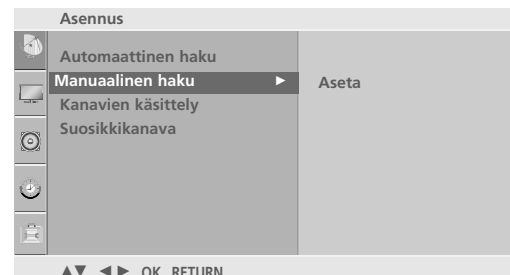 Asennus
Automaattinen haku
Manuaalinen haku ► Aseta
Kanavien käsittely
Suosikkikanava
▲▼ ◄► OK RETURN